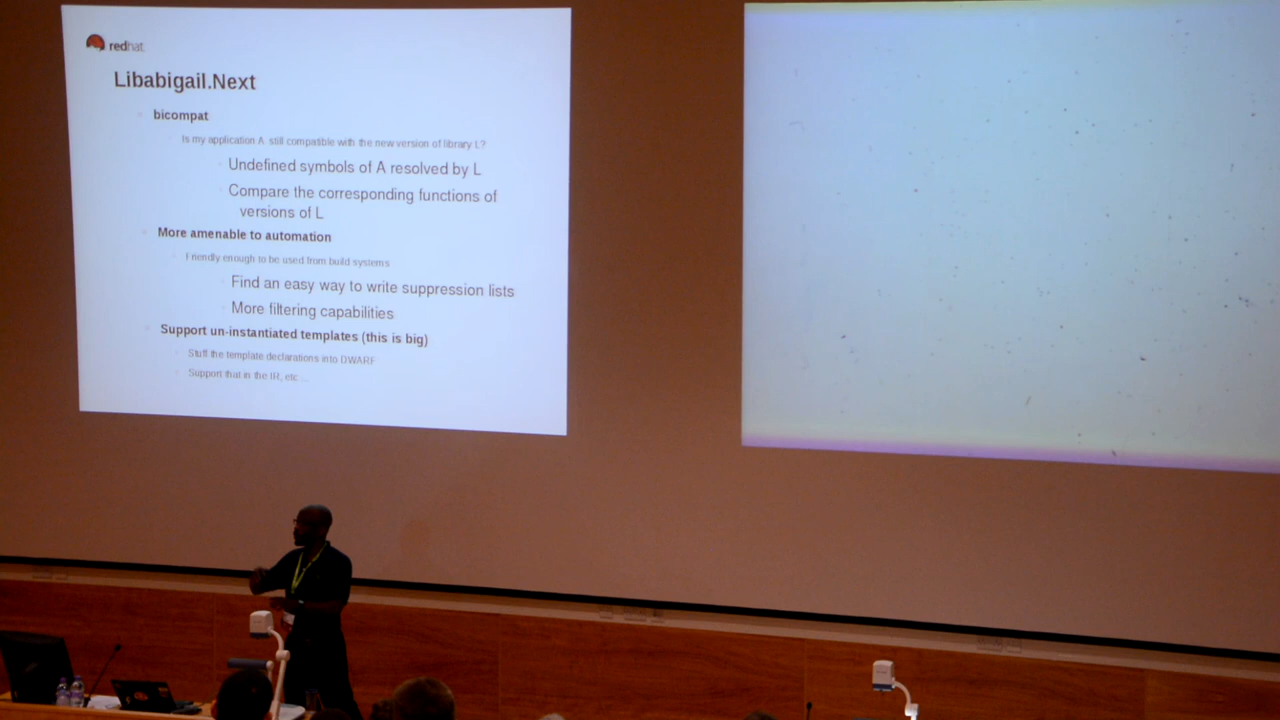 redhat.
Libabigail.Next
bicompat
Is my application A still compatible with the new version of library L?
Undefined symbols of A resolved by L
Compare the corresponding functions of
versions of L
More amenable to automation
Friendly enough to be used from build systems
Find an easy way to write suppression lists
More filtering capabilities
Support un-instantiated templates (this is big)
Stuff the template declarations into DWARF
Support that in the IR, etc ...